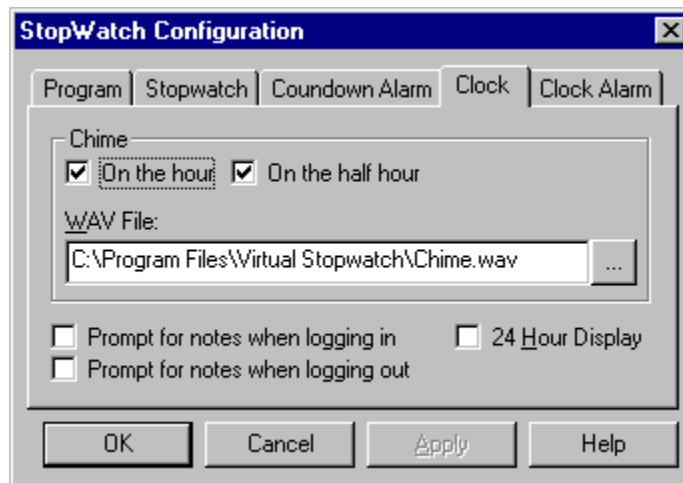 StopWatch Configuration
Program Stopwatch Coundown Alarm Clock Clock Alarm
Chime
On the hour On the half hour
WAV File:
C:\Program Files\Virtual Stopwatch\Chime.wav ...
Prompt for notes when logging in 24 Hour Display
Prompt for notes when logging out
OK Cancel Apply Help